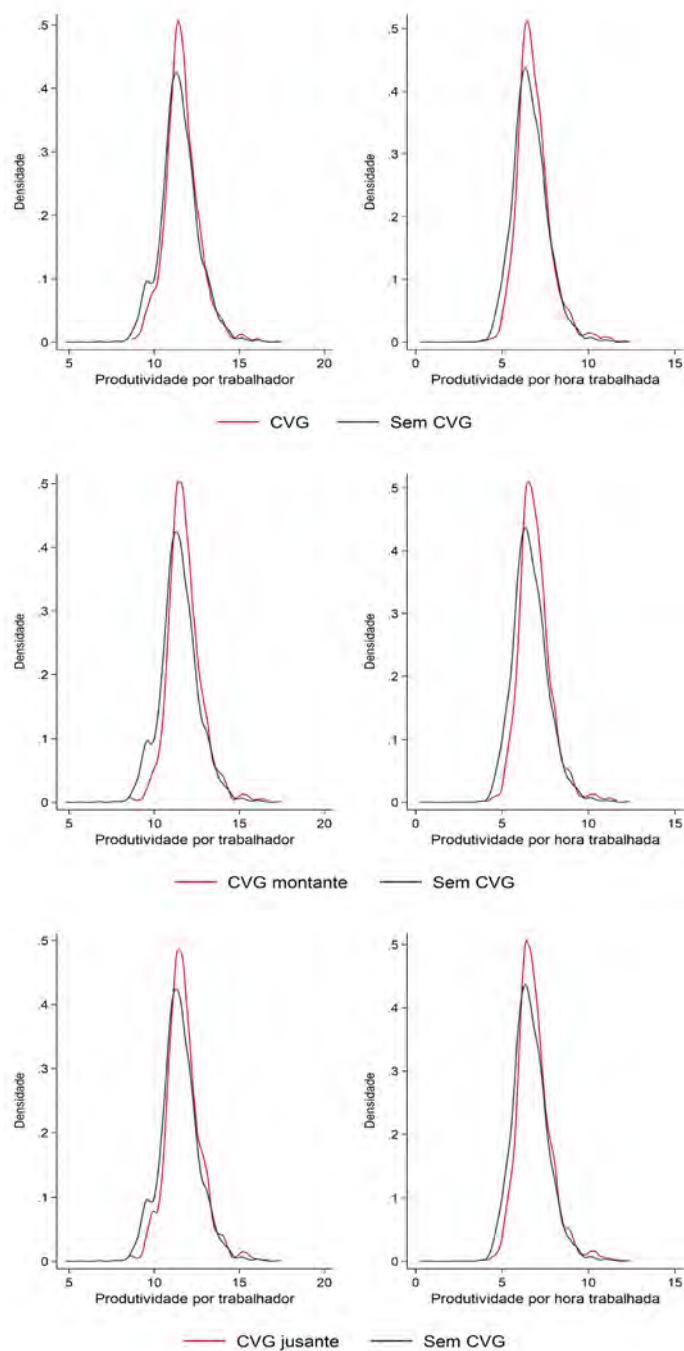 .5
.4
.3
.2
.1
0
Densidade
5 10 15 20
Produtividade por trabalhador
.5
.4
.3
.2
.1
0
Densidade
0 5 10 15
Produtividade por hora trabalhada
CVG Sem CVG
.5
.4
.3
.2
.1
0
Densidade
5 10 15 20
Produtividade por trabalhador
.5
.4
.3
.2
.1
0
Densidade
0 5 10 15
Produtividade por hora trabalhada
CVG montante Sem CVG
.5
.4
.3
.2
.1
0
Densidade
5 10 15 20
Produtividade por trabalhador
.5
.4
.3
.2
.1
0
Densidade
0 5 10 15
Produtividade por hora trabalhada
CVG jusante Sem CVG